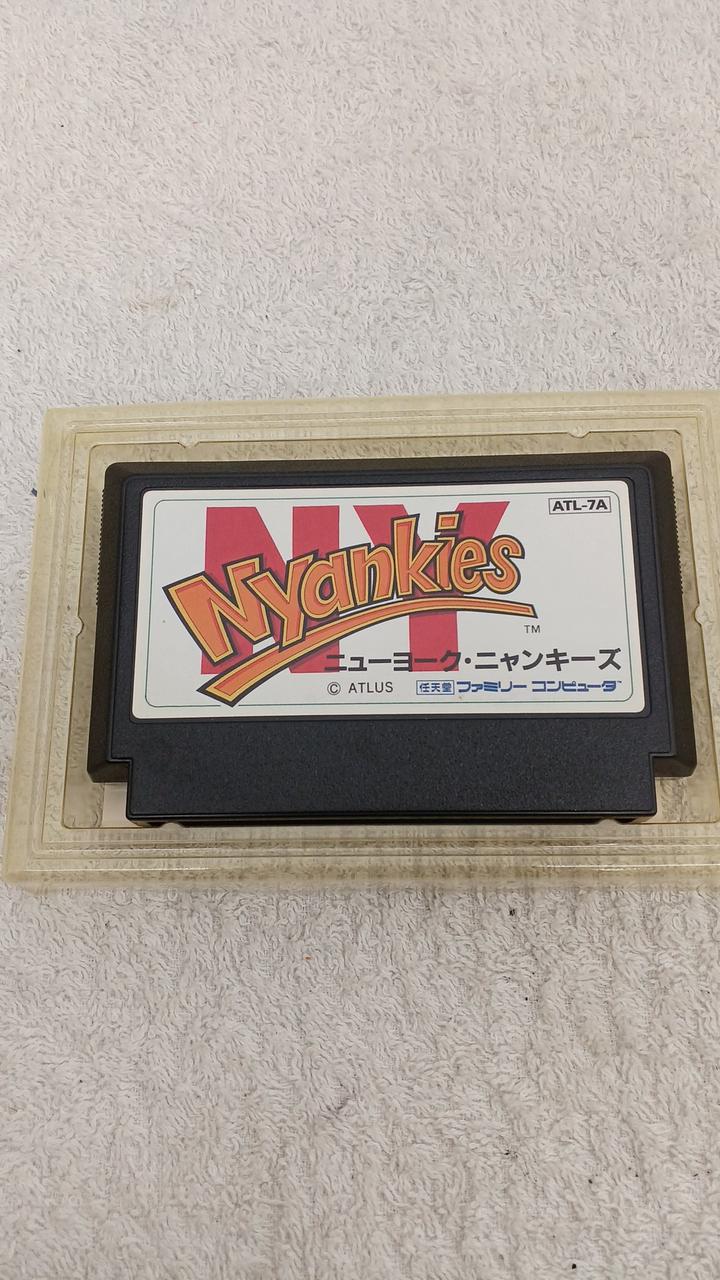 ATL-7A
NY
Nyankies
TM
ニューヨーク・ニャンキーズ
© ATLUS 任天堂 ファミリー コンピュータ TM